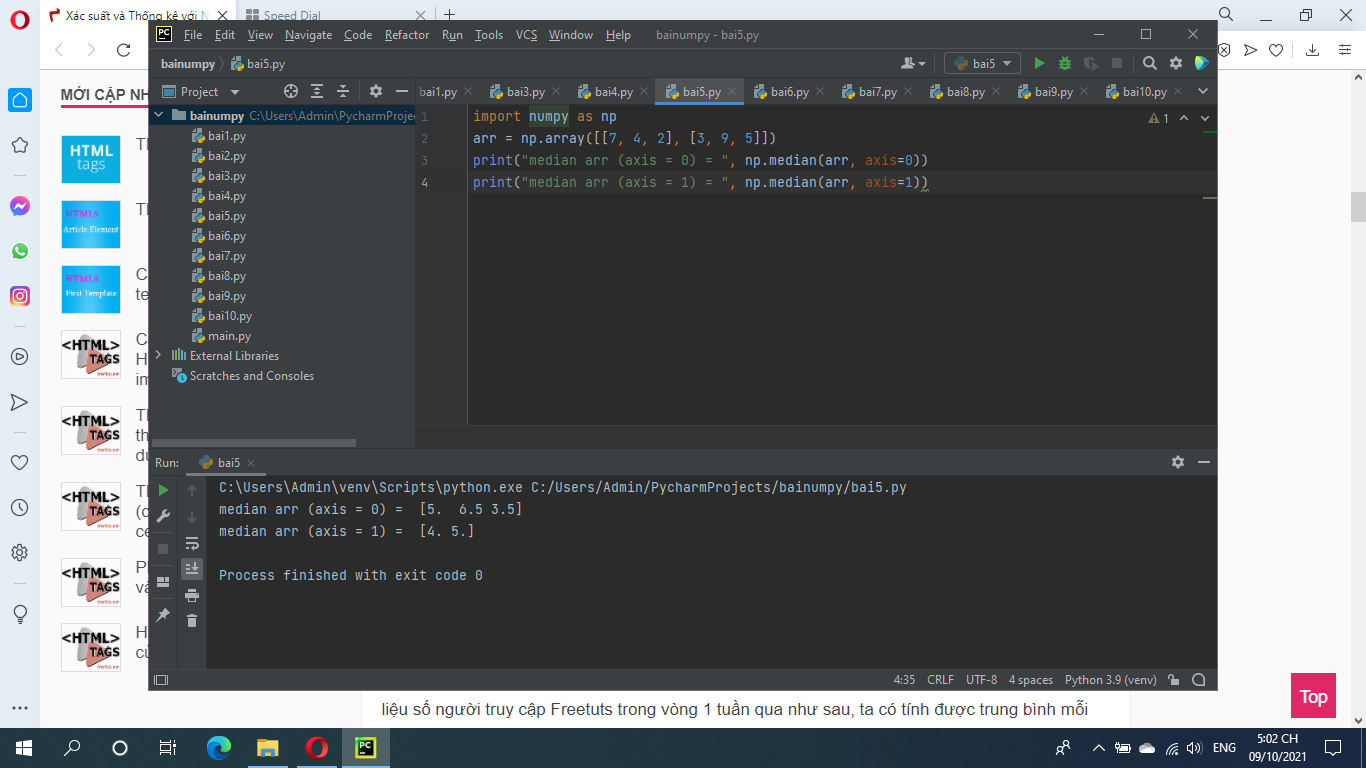 Xác suất và Thống kê với N
Speed Dial
File Edit View Navigate Code Refactor Run Tools VCS Window Help bainumpy - bai5.py
bainumpy bai5.py
bai5
MỚI CẬP NH
Project
bai1.py bai3.py bai4.py bai5.py bai6.py bai7.py bai8.py bai9.py bai10.py
bainumpy C:\Users\Admin\PycharmProje
bai1.py
bai2.py
bai3.py
bai4.py
bai5.py
bai6.py
bai7.py
bai8.py
bai9.py
bai10.py
main.py
External Libraries
Scratches and Consoles
1 import numpy as np
2 arr = np.array([[7, 4, 2], [3, 9, 5]])
3 print("median arr (axis = 0) = ", np.median(arr, axis=0))
4 print("median arr (axis = 1) = ", np.median(arr, axis=1))
1
HTML
tags
HTML5
Article Element
HTML5
First Template
<HTML>
TAGS
<HTML>
TAGS
<HTML>
TAGS
<HTML>
TAGS
<HTML>
TAGS
Run: bai5
C:\Users\Admin\venv\Scripts\python.exe C:/Users/Admin/PycharmProjects/bainumpy/bai5.py
median arr (axis = 0) =  [5.  6.5 3.5]
median arr (axis = 1) =  [4. 5.]
Process finished with exit code 0
4:35 CRLF UTF-8 4 spaces Python 3.9 (venv)
Top
liệu số người truy cập Freetuts trong vòng 1 tuần qua như sau, ta có tính được trung bình mỗi
ENG
5:02 CH
09/10/2021